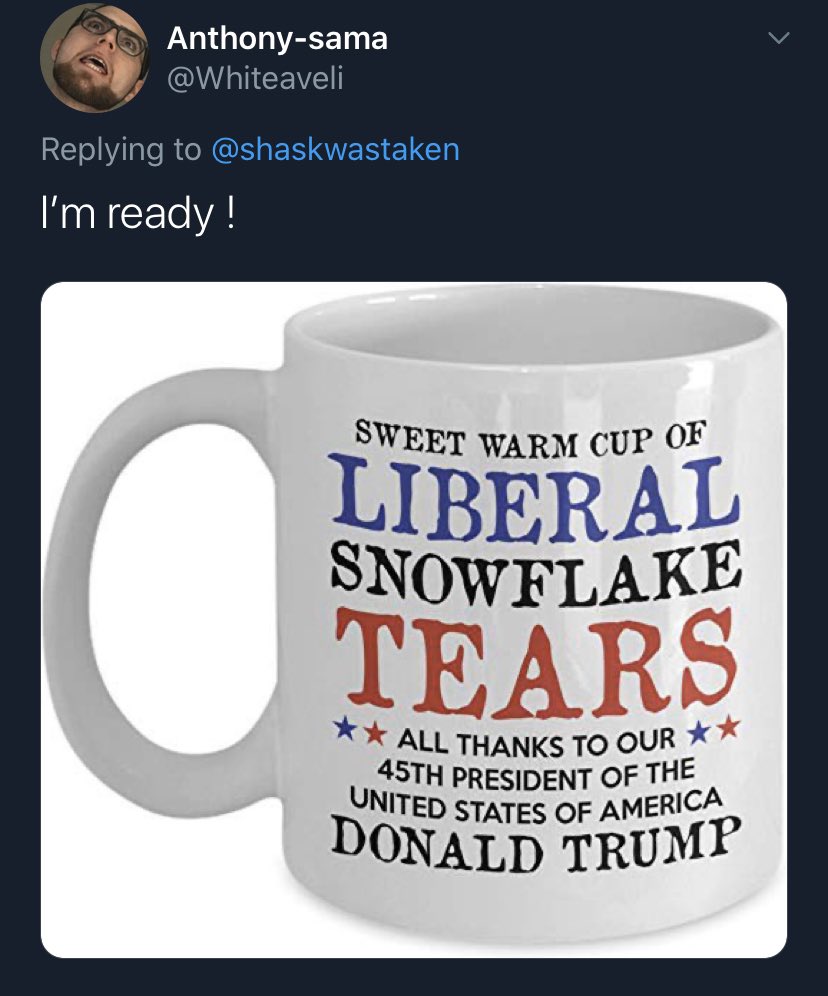 Anthony-sama
@Whiteaveli
Replying to @shaskwastaken
I'm ready !
SWEET WARM CUP OF
LIBERAL
SNOWFLAKE
TEARS
ALL THANKS TO OUR
45TH PRESIDENT OF THE
UNITED STATES OF AMERICA
DONALD TRUMP